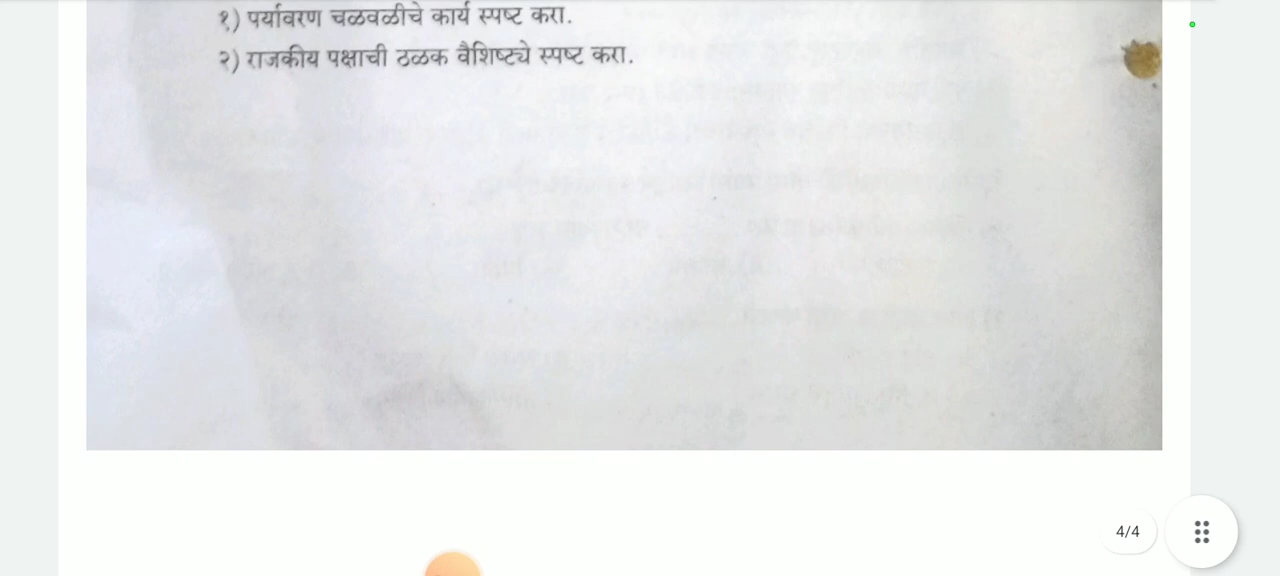 १) पर्यावरण चळवळीचे कार्य स्पष्ट करा.
२) राजकीय पक्षाची ठळक वैशिष्ट्ये स्पष्ट करा.
4/4